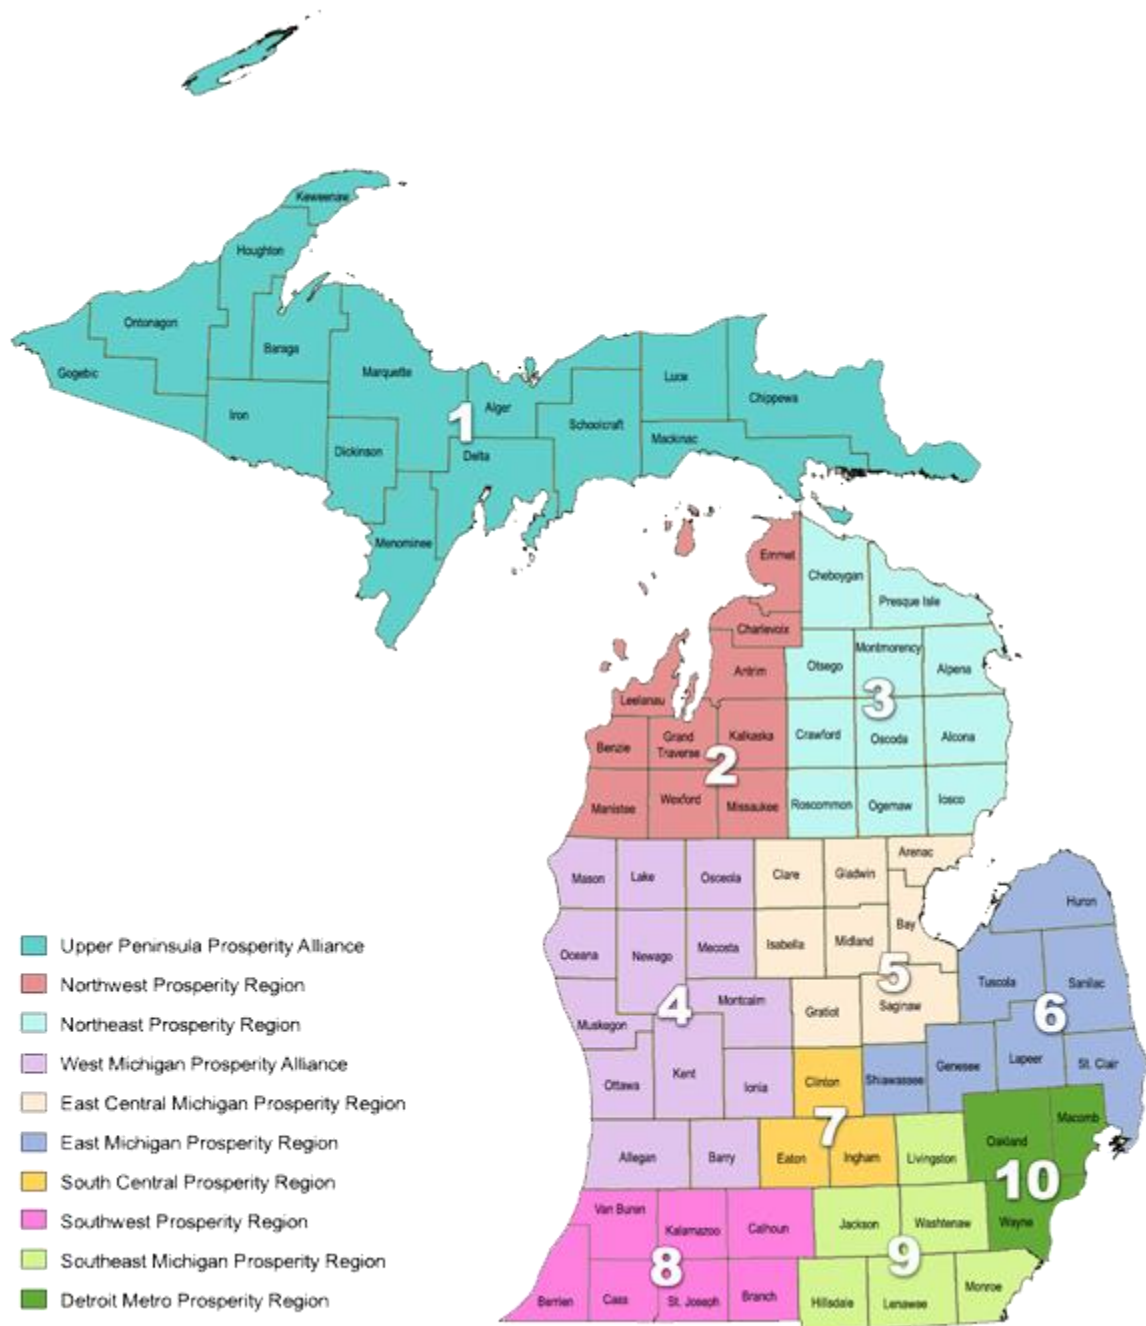 Keweenaw
Houghton
Ontonagon
Baraga
Gogebic
Marquette
Luce
Chippewa
Alger
Iron
1
Schoolcraft
Mackinac
Dickinson
Delta
Menominee
Emmet
Cheboygan
Presque Isle
Charlevoix
Montmorency
Otsego
Alpena
Antrim
Leelanau
3
Grand
Traverse
Kalkaska
Crawford
Oscoda
Alcona
Benzie
2
Manistee
Wexford
Missaukee
Roscommon
Ogemaw
Iosco
Arenac
Mason
Lake
Osceola
Clare
Gladwin
Huron
Bay
Oceana
Newago
Mecosta
Isabella
Midland
5
Tuscola
Sanilac
Montcalm
4
Gratiot
Saginaw
6
Muskegon
Ottawa
Kent
Ionia
Clinton
Shiawassee
Genesee
Lapeer
St. Clair
7
Macomb
Oakland
Allegan
Barry
Eaton
Ingham
Livingston
10
Van Buren
Kalamazoo
Calhoun
Jackson
Washtenaw
Wayne
8
9
Berrien
Cass
St. Joseph
Branch
Hillsdale
Lenawee
Monroe
Upper Peninsula Prosperity Alliance
Northwest Prosperity Region
Northeast Prosperity Region
West Michigan Prosperity Alliance
East Central Michigan Prosperity Region
East Michigan Prosperity Region
South Central Prosperity Region
Southwest Prosperity Region
Southeast Michigan Prosperity Region
Detroit Metro Prosperity Region